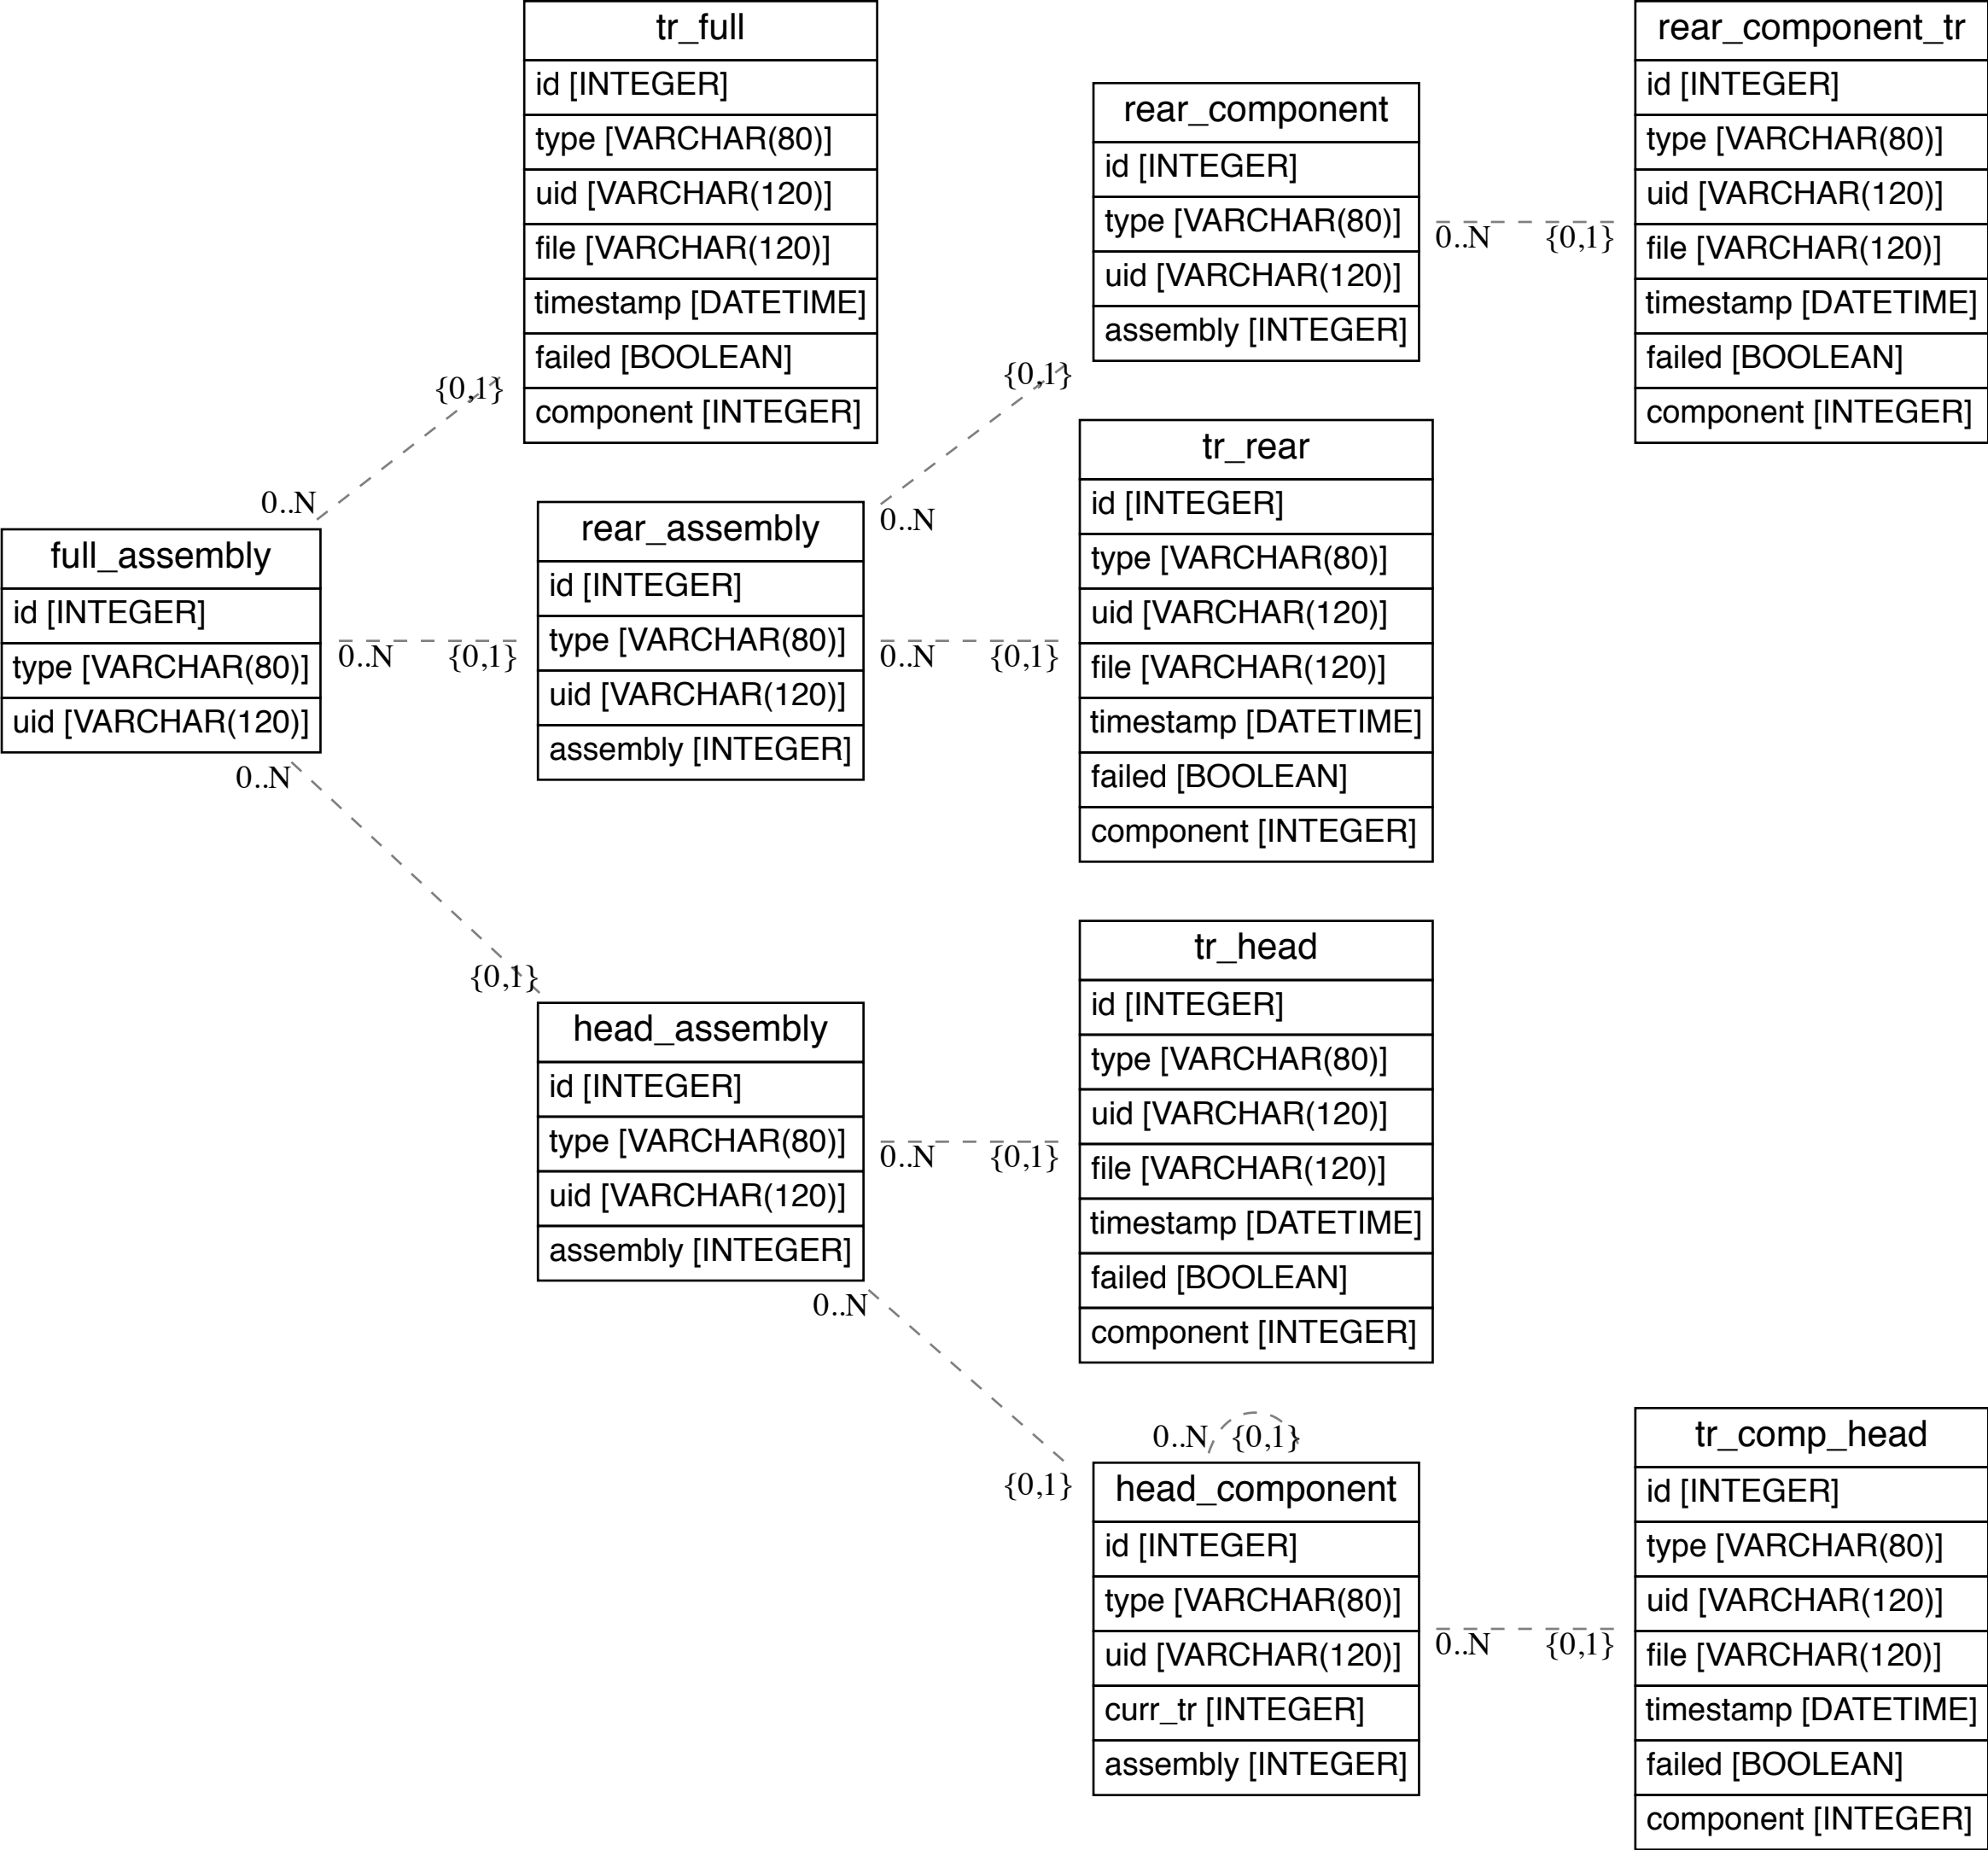 tr_full
id [INTEGER]
type [VARCHAR(80)]
uid [VARCHAR(120)]
file [VARCHAR(120)]
timestamp [DATETIME]
failed [BOOLEAN]
component [INTEGER]
rear_component_tr
id [INTEGER]
type [VARCHAR(80)]
uid [VARCHAR(120)]
file [VARCHAR(120)]
timestamp [DATETIME]
failed [BOOLEAN]
component [INTEGER]
rear_component
id [INTEGER]
type [VARCHAR(80)]
uid [VARCHAR(120)]
assembly [INTEGER]
0..N
{0,1}
{0,1}
0..N
{0,1}
0..N
tr_rear
id [INTEGER]
type [VARCHAR(80)]
uid [VARCHAR(120)]
file [VARCHAR(120)]
timestamp [DATETIME]
failed [BOOLEAN]
component [INTEGER]
rear_assembly
id [INTEGER]
type [VARCHAR(80)]
uid [VARCHAR(120)]
assembly [INTEGER]
full_assembly
id [INTEGER]
type [VARCHAR(80)]
uid [VARCHAR(120)]
0..N
{0,1}
0..N
{0,1}
0..N
{0,1}
head_assembly
id [INTEGER]
type [VARCHAR(80)]
uid [VARCHAR(120)]
assembly [INTEGER]
tr_head
id [INTEGER]
type [VARCHAR(80)]
uid [VARCHAR(120)]
file [VARCHAR(120)]
timestamp [DATETIME]
failed [BOOLEAN]
component [INTEGER]
0..N
{0,1}
0..N
{0,1}
0..N
{0,1}
head_component
id [INTEGER]
type [VARCHAR(80)]
uid [VARCHAR(120)]
curr_tr [INTEGER]
assembly [INTEGER]
0..N
{0,1}
tr_comp_head
id [INTEGER]
type [VARCHAR(80)]
uid [VARCHAR(120)]
file [VARCHAR(120)]
timestamp [DATETIME]
failed [BOOLEAN]
component [INTEGER]